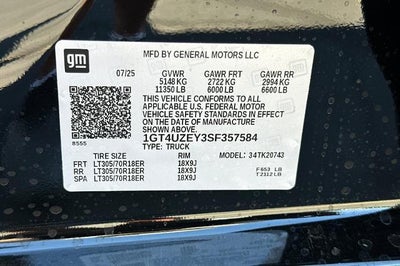 gm
MFD BY GENERAL MOTORS LLC
07/25 GVWR GAWR FRT GAWR RR
5148 KG 2722 KG 2994 KG
11350 LB 6000 LB 6600 LB
THIS VEHICLE CONFORMS TO ALL
APPLICABLE U.S. FEDERAL MOTOR
VEHICLE SAFETY STANDARDS IN EFFECT
ON THE DATE OF MANUFACTURE
SHOWN ABOVE.
1GT4UZEY3SF357584
8555 TYPE: TRUCK
TIRE SIZE RIM MODEL: 34TK20743
FRT LT305/70R18ER 18X9J
RR LT305/70R18ER 18X9J F 653 LB
SPA LT305/70R18ER 18X9J T 2112 LB